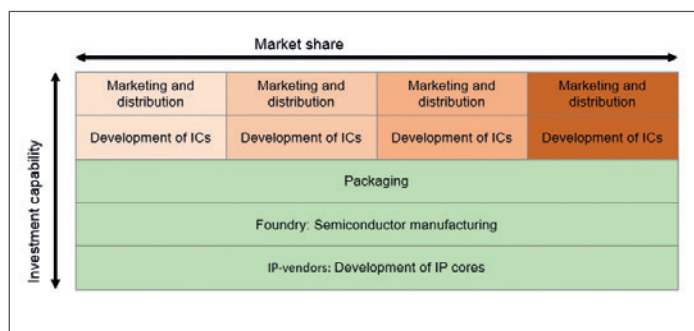 Market share
Investment capability
Marketing and
distribution
Marketing and
distribution
Marketing and
distribution
Marketing and
distribution
Development of ICs
Development of ICs
Development of ICs
Development of ICs
Packaging
Foundry: Semiconductor manufacturing
IP-vendors: Development of IP cores